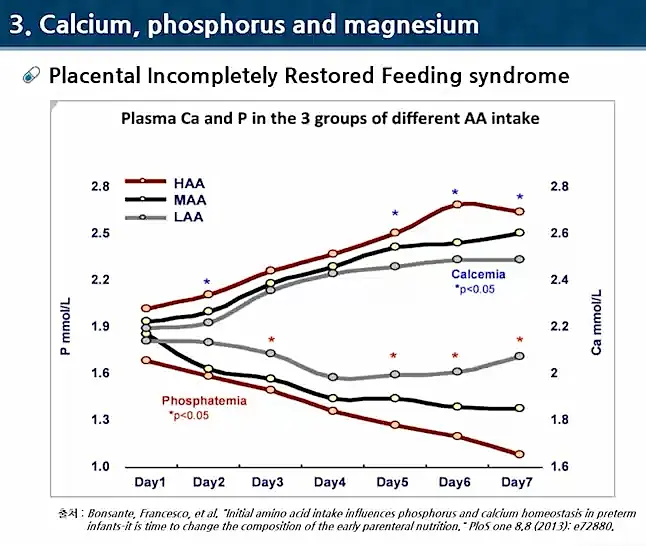 3. Calcium, phosphorus and magnesium
Placental Incompletely Restored Feeding syndrome
Plasma Ca and P in the 3 groups of different AA intake
HAA
MAA
LAA
2.8
2.5
2.2
1.9
1.6
1.3
1.0
P mmol/L
2.8
2.6
2.4
2.2
2
1.8
1.6
Ca mmol/L
*
*
*
*
Calcemia
*p<0.05
*
*
*
*
Phosphatemia
*p<0.05
Day1 Day2 Day3 Day4 Day5 Day6 Day7
출처 : Bonsante, Francesco, et al. "Initial amino acid intake influences phosphorus and calcium homeostasis in preterm
infants-it is time to change the composition of the early parenteral nutrition." PloS one 8.8 (2013): e72880.